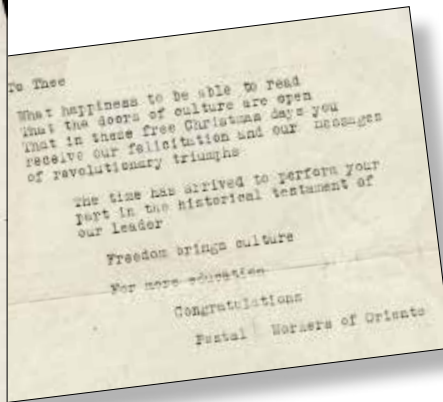 To Thee
What happiness to be able to read
That the doors of culture are open
That in these free Christmas days you
receive our felicitation and our messages
of revolutionary triumphs
The time has arrived to perform your
part in the historical testament of
our Leader
Freedom brings culture
For more education
Congratulations
Postal Workers of Oriente